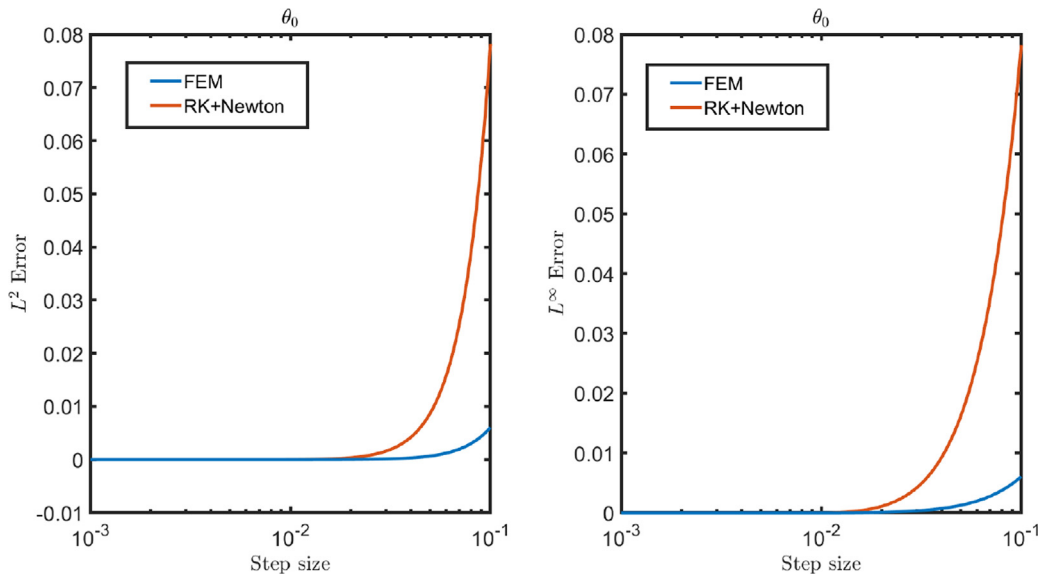 θ₀
0.08
0.07
0.06
0.05
0.04
0.03
0.02
0.01
0
-0.01
L² Error
FEM
RK+Newton
10⁻³
10⁻²
10⁻¹
Step size
θ₀
0.08
0.07
0.06
0.05
0.04
0.03
0.02
0.01
0
L∞ Error
FEM
RK+Newton
10⁻³
10⁻²
10⁻¹
Step size